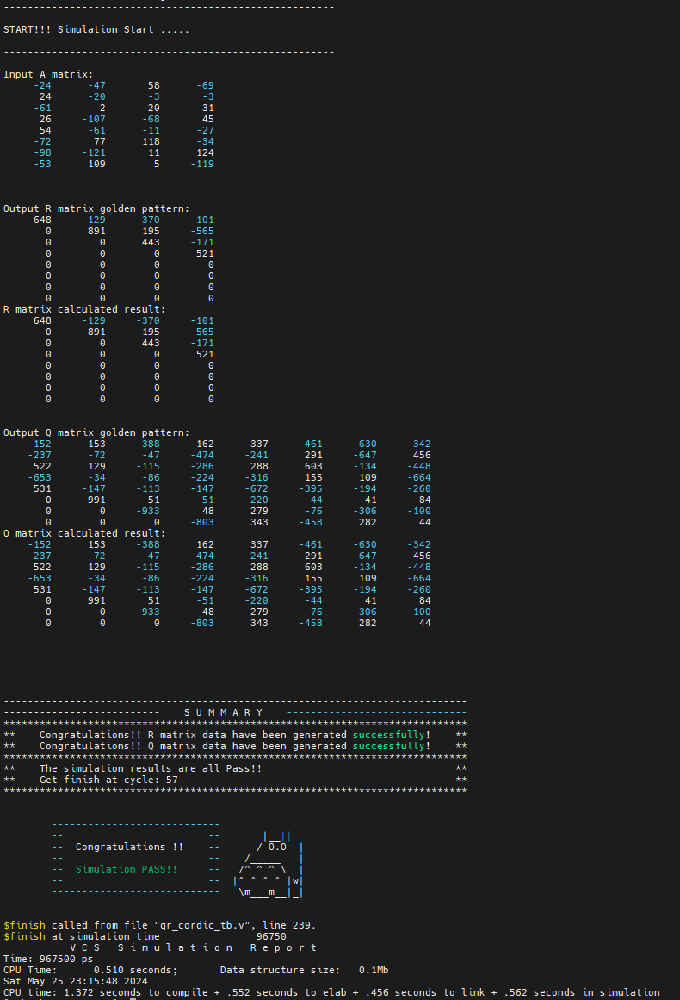 -------------------------------------------------------
START!!! Simulation Start .....
-------------------------------------------------------
Input A matrix:
-24 -47 58 -69
24 -20 -3 -3
-61 2 20 31
26 -107 -68 45
54 -61 -11 -27
-72 77 118 -34
-98 -121 11 124
-53 109 5 -119
Output R matrix golden pattern:
648 -129 -370 -101
0 891 195 -565
0 0 443 -171
0 0 0 521
0 0 0 0
0 0 0 0
0 0 0 0
0 0 0 0
R matrix calculated result:
648 -129 -370 -101
0 891 195 -565
0 0 443 -171
0 0 0 521
0 0 0 0
0 0 0 0
0 0 0 0
0 0 0 0
Output Q matrix golden pattern:
-152 153 -388 162 337 -461 -630 -342
-237 -72 -47 -474 -241 291 -647 456
522 129 -115 -286 288 603 -134 -448
-653 -34 -86 -224 -316 155 109 -664
531 -147 -113 -147 -672 -395 -194 -260
0 991 51 -51 -220 -44 41 84
0 0 -933 48 279 -76 -306 -100
0 0 0 -803 343 -458 282 44
Q matrix calculated result:
-152 153 -388 162 337 -461 -630 -342
-237 -72 -47 -474 -241 291 -647 456
522 129 -115 -286 288 603 -134 -448
-653 -34 -86 -224 -316 155 109 -664
531 -147 -113 -147 -672 -395 -194 -260
0 991 51 -51 -220 -44 41 84
0 0 -933 48 279 -76 -306 -100
0 0 0 -803 343 -458 282 44
-----------------------------------------------------------------------------
-------------------------- S U M M A R Y ------------------------------
*****************************************************************************
** Congratulations!! R matrix data have been generated successfully! **
** Congratulations!! Q matrix data have been generated successfully! **
*****************************************************************************
** The simulation results are all Pass!! **
** Get finish at cycle: 57 **
*****************************************************************************
----------------------------
-- -- |__||
-- Congratulations !! -- / O.O |
-- -- /_____ |
-- Simulation PASS!! -- /^ ^ ^ \ |
-- -- |^ ^ ^ ^ |w|
---------------------------- \m___m__|_|
$finish called from file "qr_cordic_tb.v", line 239.
$finish at simulation time 96750
V C S S i m u l a t i o n R e p o r t
Time: 967500 ps
CPU Time: 0.510 seconds; Data structure size: 0.1Mb
Sat May 25 23:15:48 2024
CPU time: 1.372 seconds to compile + .552 seconds to elab + .456 seconds to link + .562 seconds in simulation